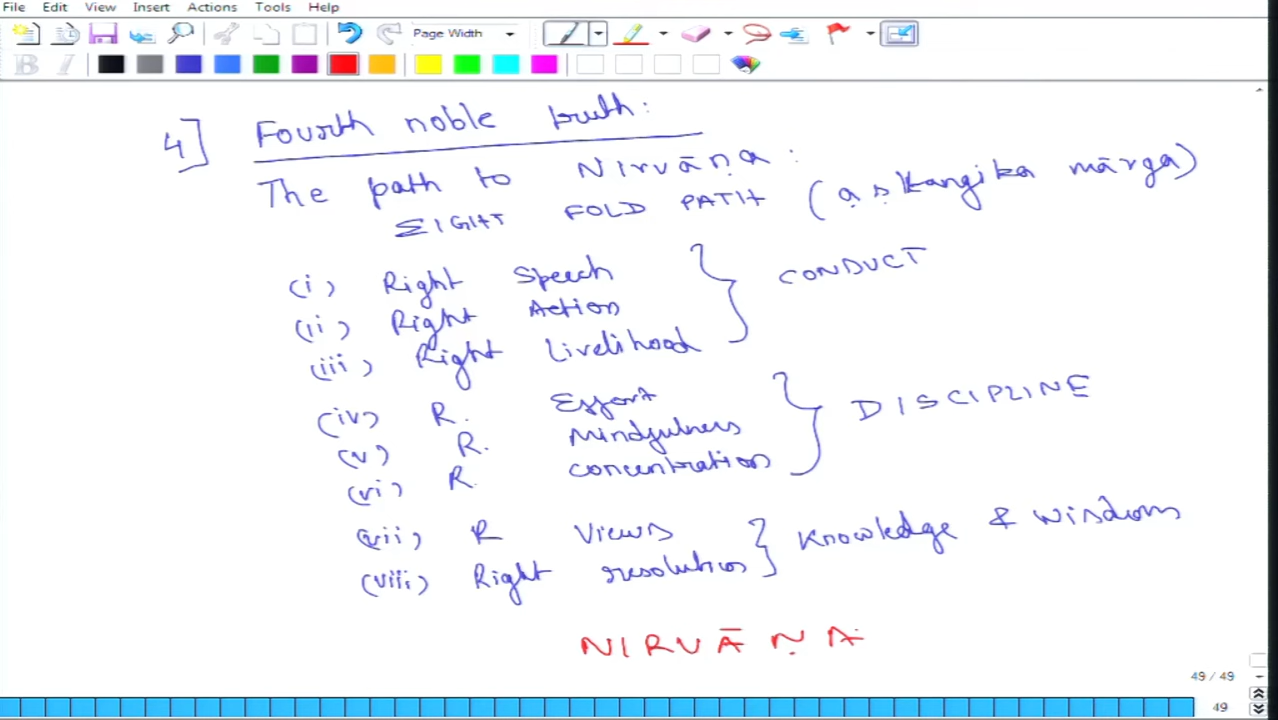 File Edit View Insert Actions Tools Help
Page Width
B I
4] Fourth noble truth:
The path to Nirvāṇa:
EIGHT FOLD PATH (aṣṭangika mārga)
(i) Right Speech
(ii) Right Action
(iii) Right Livelihood
} CONDUCT
(iv) R. Effort
(v) R. Mindfulness
(vi) R. concentration
} DISCIPLINE
(vii) R Views
(viii) Right resolution
} Knowledge & wisdom
NIRVĀṆA
49 / 49
49